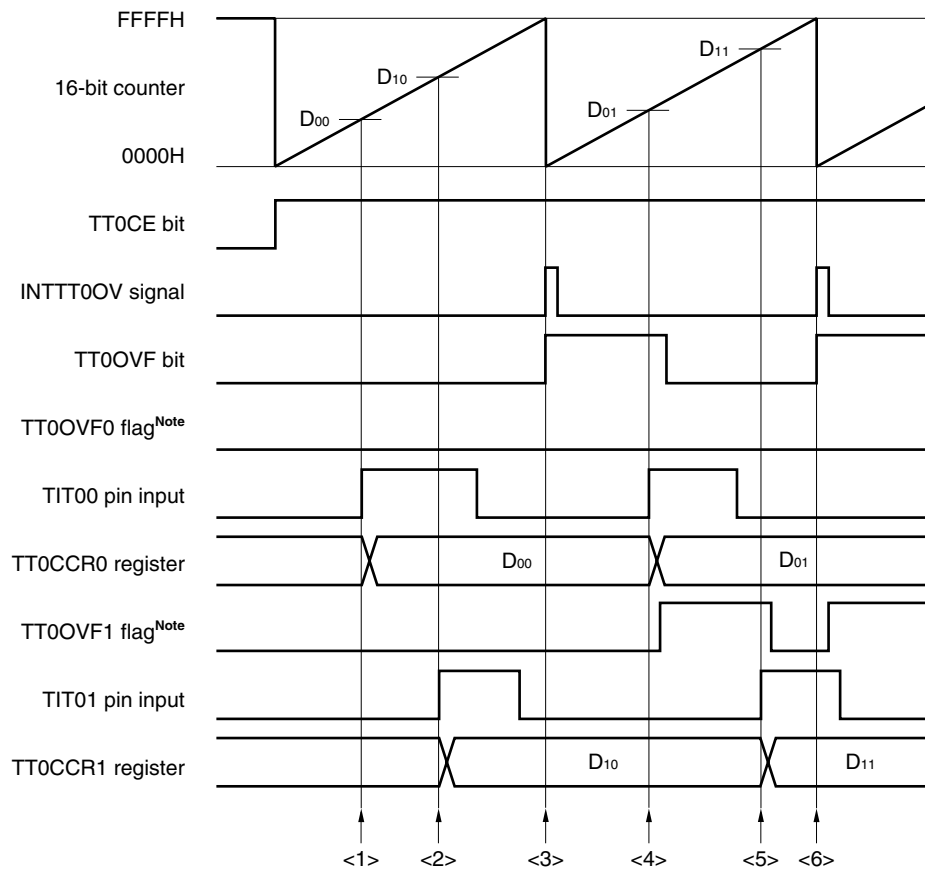 FFFFH
D11
D10
16-bit counter
D01
D00
0000H
TT0CE bit
INTTT0OV signal
TT0OVF bit
TT0OVF0 flagNote
TIT00 pin input
TT0CCR0 register
D00
D01
TT0OVF1 flagNote
TIT01 pin input
TT0CCR1 register
D10
D11
<1>
<2>
<3>
<4>
<5>
<6>